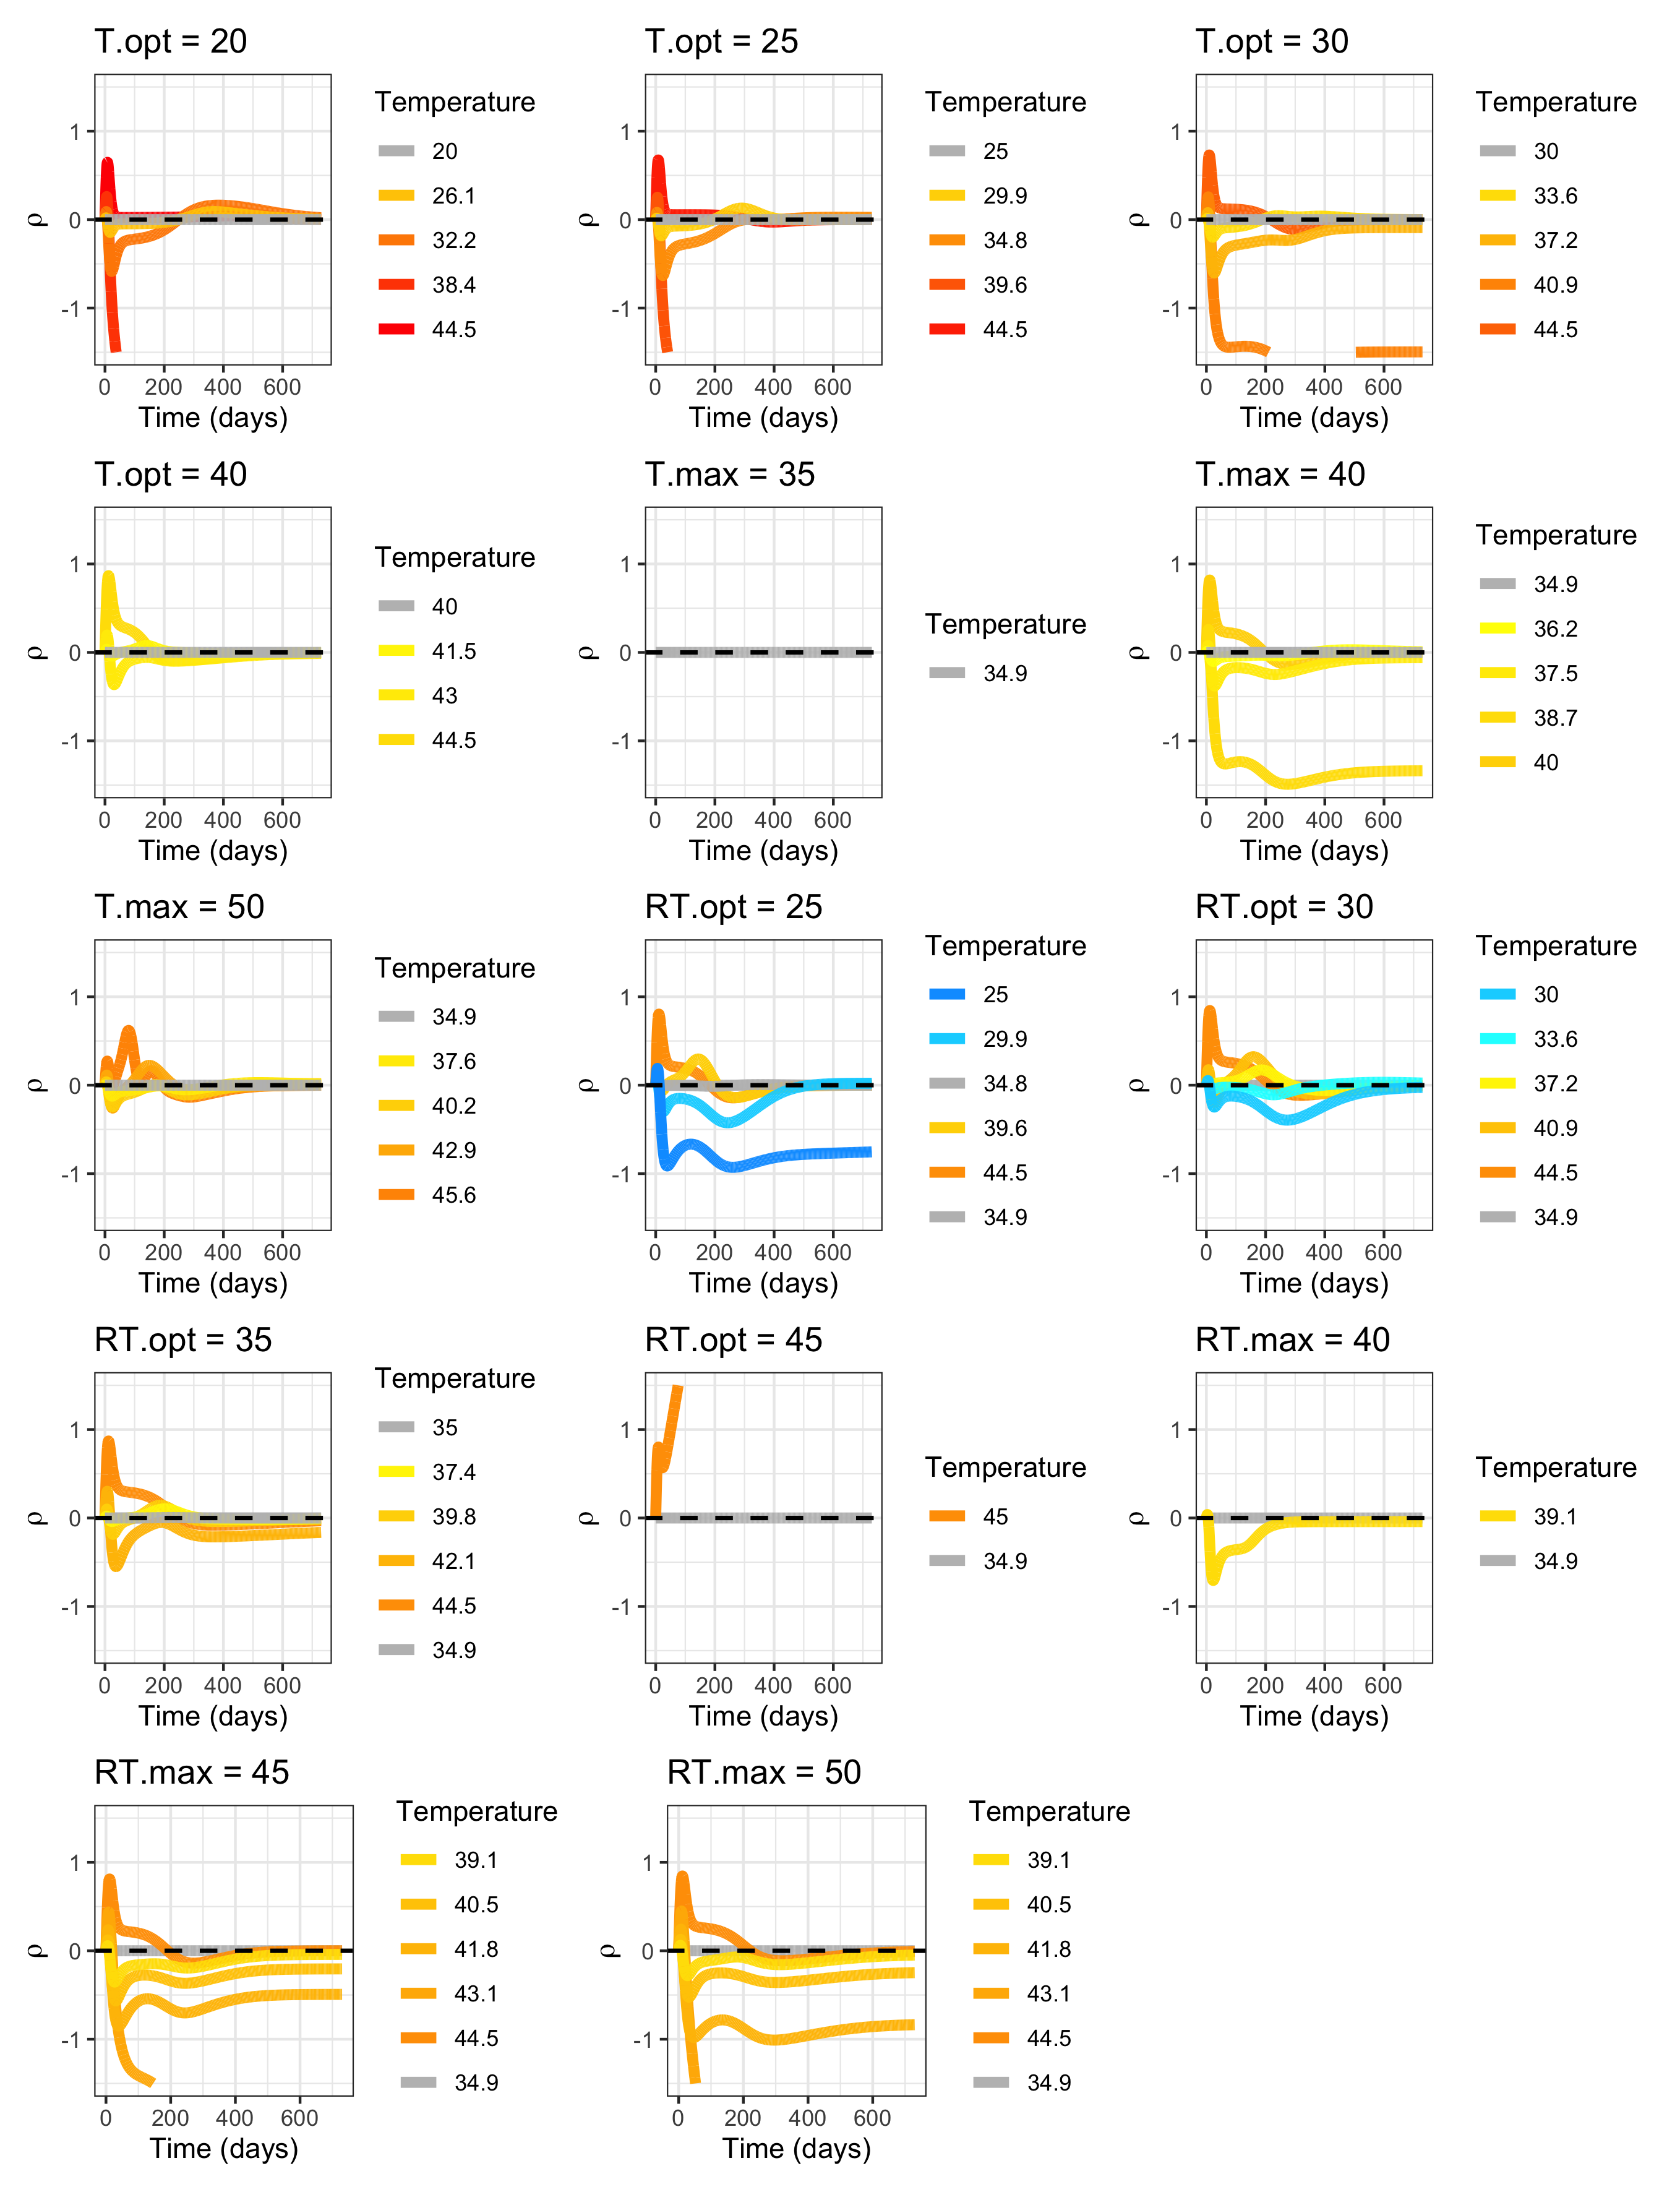 T.opt = 20
Temperature
20
26.1
32.2
38.4
44.5
1
0
-1
ρ
0 200 400 600
Time (days)
T.opt = 25
Temperature
25
29.9
34.8
39.6
44.5
1
0
-1
ρ
0 200 400 600
Time (days)
T.opt = 30
Temperature
30
33.6
37.2
40.9
44.5
1
0
-1
ρ
0 200 400 600
Time (days)
T.opt = 40
Temperature
40
41.5
43
44.5
1
0
-1
ρ
0 200 400 600
Time (days)
T.max = 35
Temperature
34.9
1
0
-1
ρ
0 200 400 600
Time (days)
T.max = 40
Temperature
34.9
36.2
37.5
38.7
40
1
0
-1
ρ
0 200 400 600
Time (days)
T.max = 50
Temperature
34.9
37.6
40.2
42.9
45.6
1
0
-1
ρ
0 200 400 600
Time (days)
RT.opt = 25
Temperature
25
29.9
34.8
39.6
44.5
34.9
1
0
-1
ρ
0 200 400 600
Time (days)
RT.opt = 30
Temperature
30
33.6
37.2
40.9
44.5
34.9
1
0
-1
ρ
0 200 400 600
Time (days)
RT.opt = 35
Temperature
35
37.4
39.8
42.1
44.5
34.9
1
0
-1
ρ
0 200 400 600
Time (days)
RT.opt = 45
Temperature
45
34.9
1
0
-1
ρ
0 200 400 600
Time (days)
RT.max = 40
Temperature
39.1
34.9
1
0
-1
ρ
0 200 400 600
Time (days)
RT.max = 45
Temperature
39.1
40.5
41.8
43.1
44.5
34.9
1
0
-1
ρ
0 200 400 600
Time (days)
RT.max = 50
Temperature
39.1
40.5
41.8
43.1
44.5
34.9
1
0
-1
ρ
0 200 400 600
Time (days)